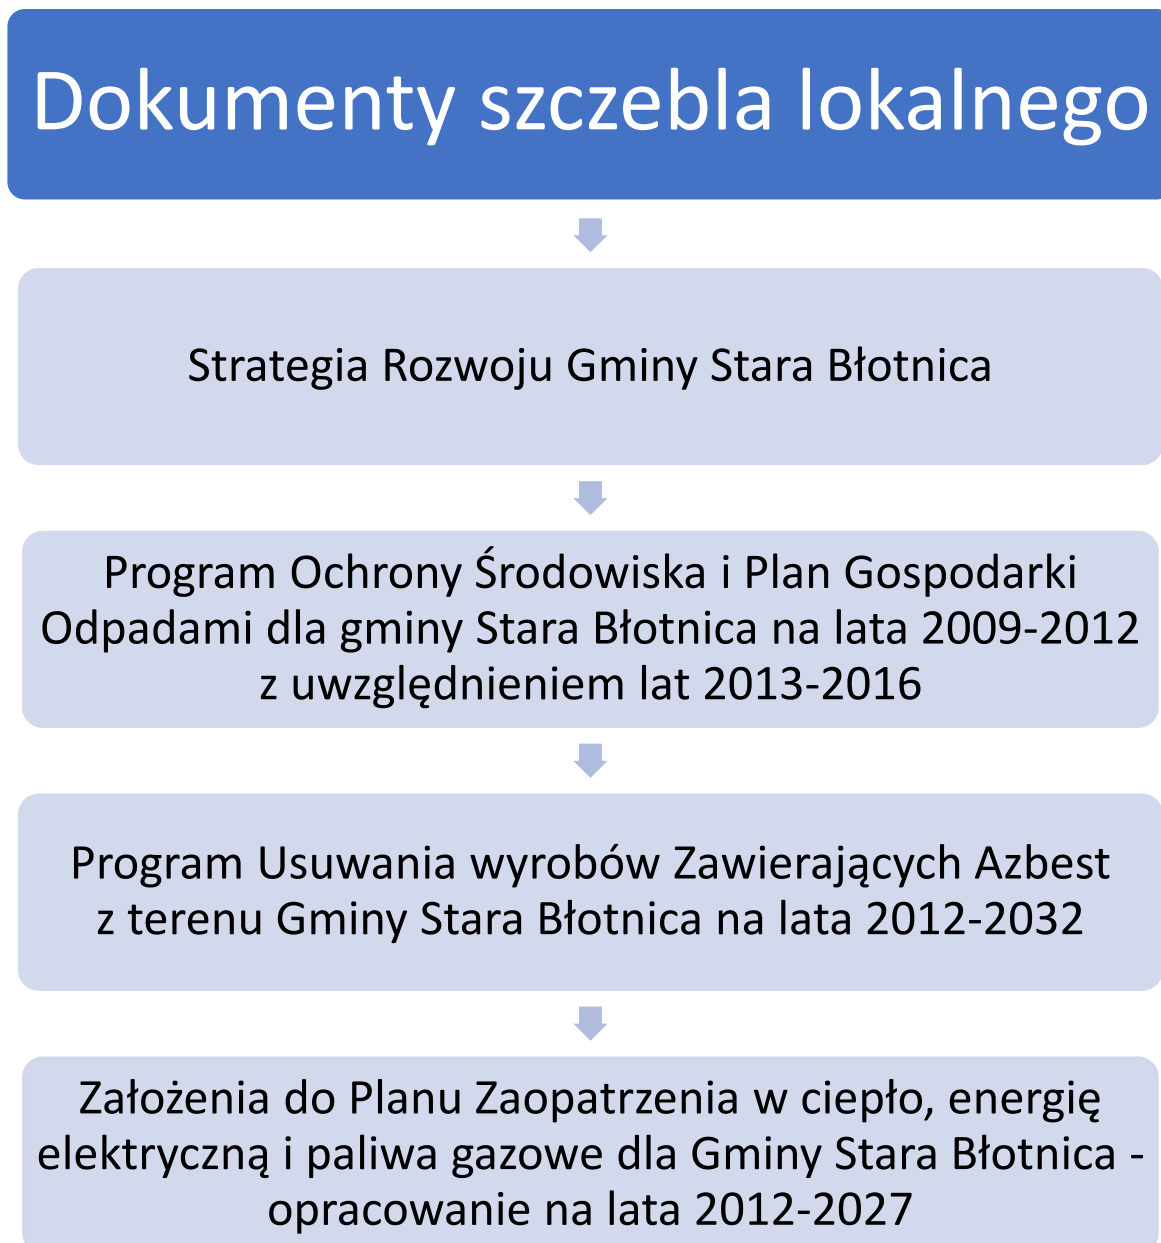 Dokumenty szczebla lokalnego
Strategia Rozwoju Gminy Stara Błotnica
Program Ochrony Środowiska i Plan Gospodarki
Odpadami dla gminy Stara Błotnica na lata 2009-2012
z uwzględnieniem lat 2013-2016
Program Usuwania wyrobów Zawierających Azbest
z terenu Gminy Stara Błotnica na lata 2012-2032
Założenia do Planu Zaopatrzenia w ciepło, energię
elektryczną i paliwa gazowe dla Gminy Stara Błotnica -
opracowanie na lata 2012-2027